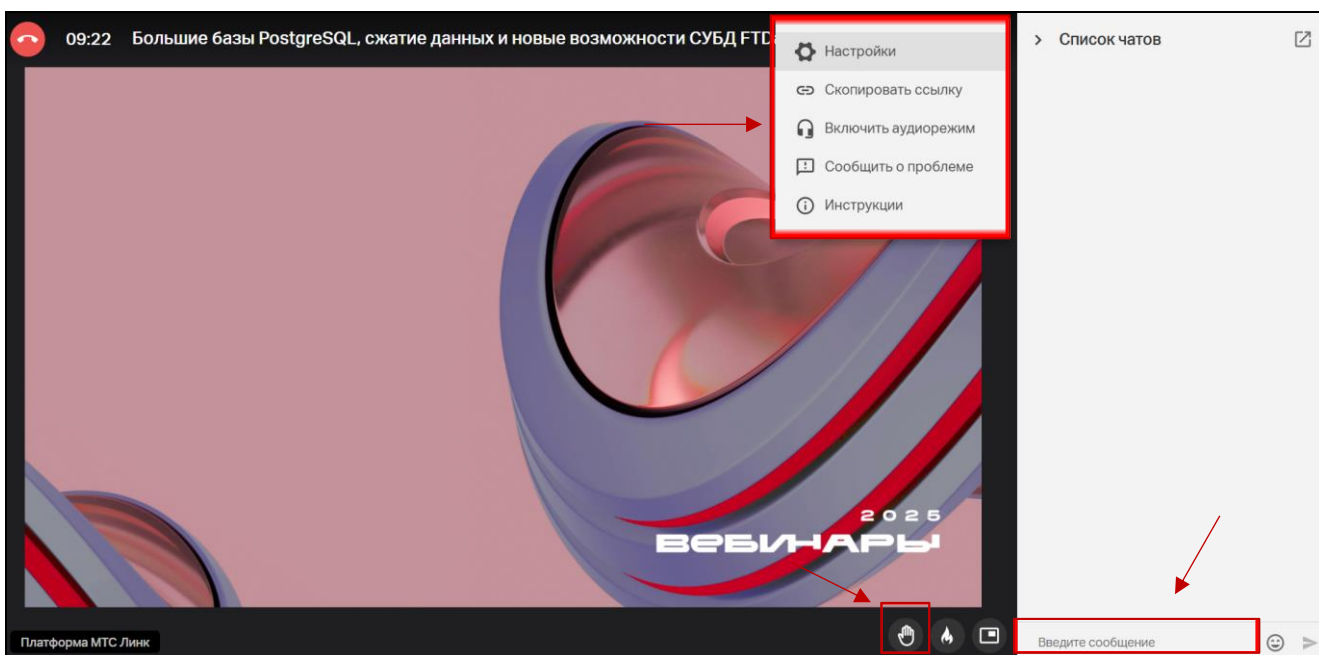 09:22 Большие базы PostgreSQL, сжатие данных и новые возможности СУБД
Список чатов
Настройки
Скопировать ссылку
Включить аудиорежим
Сообщить о проблеме
Инструкции
2025
ВЕБИНАРЫ
Платформа МТС Линк
Введите сообщение